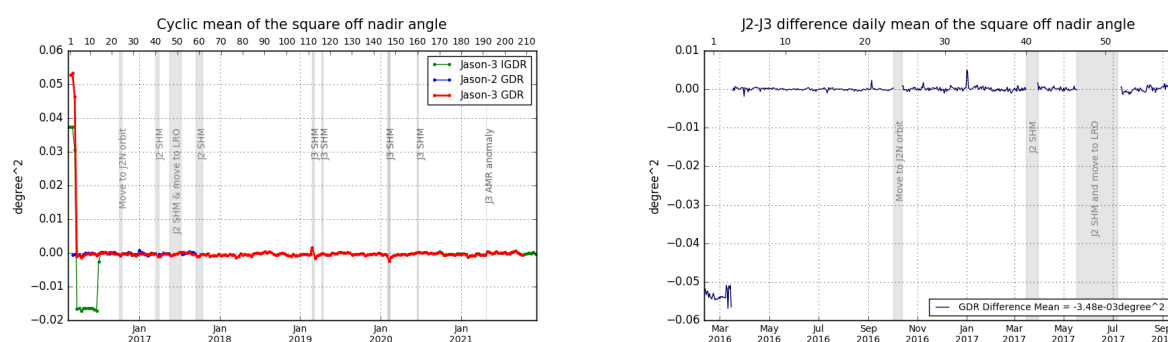 Cyclic mean of the square off nadir angle
1 10 20 30 40 50 60 70 80 90 100 110 120 130 140 150 160 170 180 190 200 210
0.06
0.05
0.04
0.03
0.02
0.01
0.00
−0.01
−0.02
degree^2
Jason-3 IGDR
Jason-2 GDR
Jason-3 GDR
Move to J2N orbit
J2 SHM
J2 SHM & move to LRO
J2 SHM
J3 SHM
J3 SHM
J3 SHM
J3 SHM
J3 AMR anomaly
Jan Jan Jan Jan Jan
2017 2018 2019 2020 2021
J2-J3 difference daily mean of the square off nadir angle
1 10 20 30 40 50
0.01
0.00
−0.01
−0.02
−0.03
−0.04
−0.05
−0.06
degree^2
Move to J2N orbit
J2 SHM
J2 SHM and move to LRO
GDR Difference Mean = -3.48e-03degree^2
Mar May Jul Sep Nov Jan Mar May Jul Sep
2016 2016 2016 2016 2016 2017 2017 2017 2017